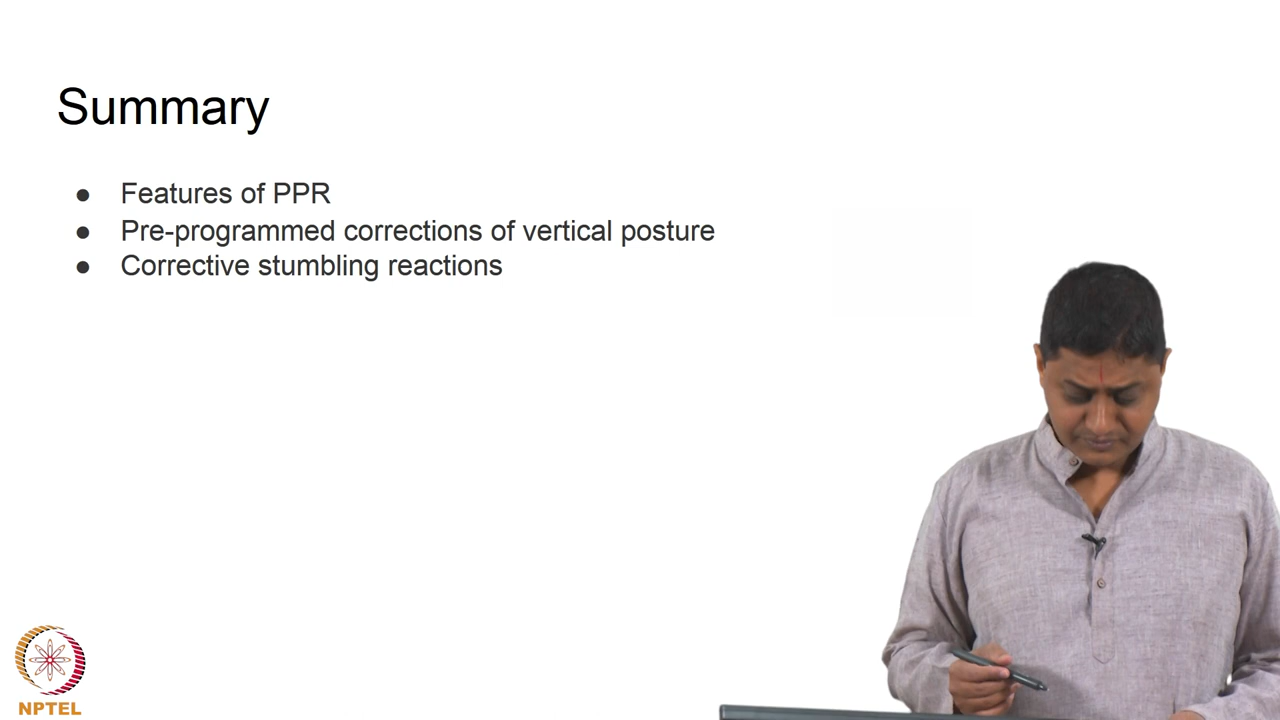 Summary
● Features of PPR
● Pre-programmed corrections of vertical posture
● Corrective stumbling reactions
NPTEL